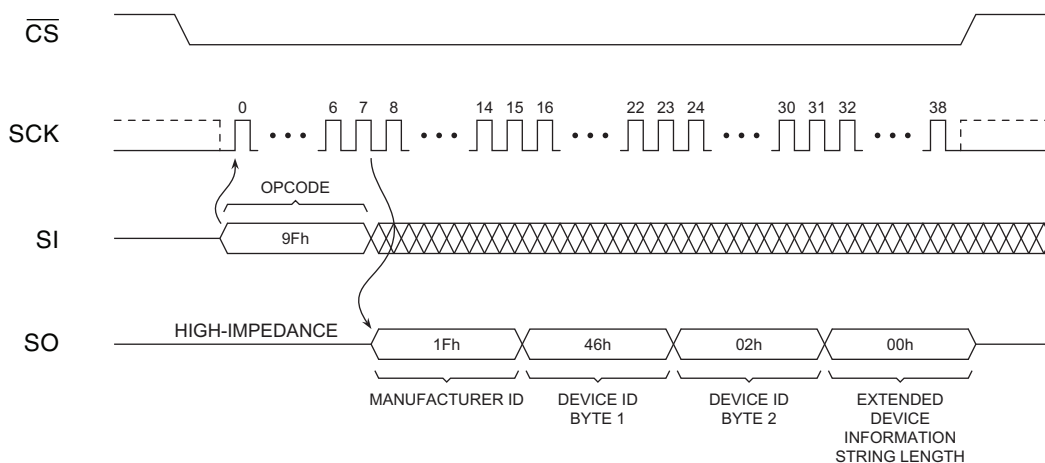 CS
0 6 7 8 14 15 16 22 23 24 30 31 32 38
SCK
OPCODE
SI
9Fh
HIGH-IMPEDANCE
SO
1Fh 46h 02h 00h
MANUFACTURER ID
DEVICE ID
BYTE 1
DEVICE ID
BYTE 2
EXTENDED
DEVICE
INFORMATION
STRING LENGTH